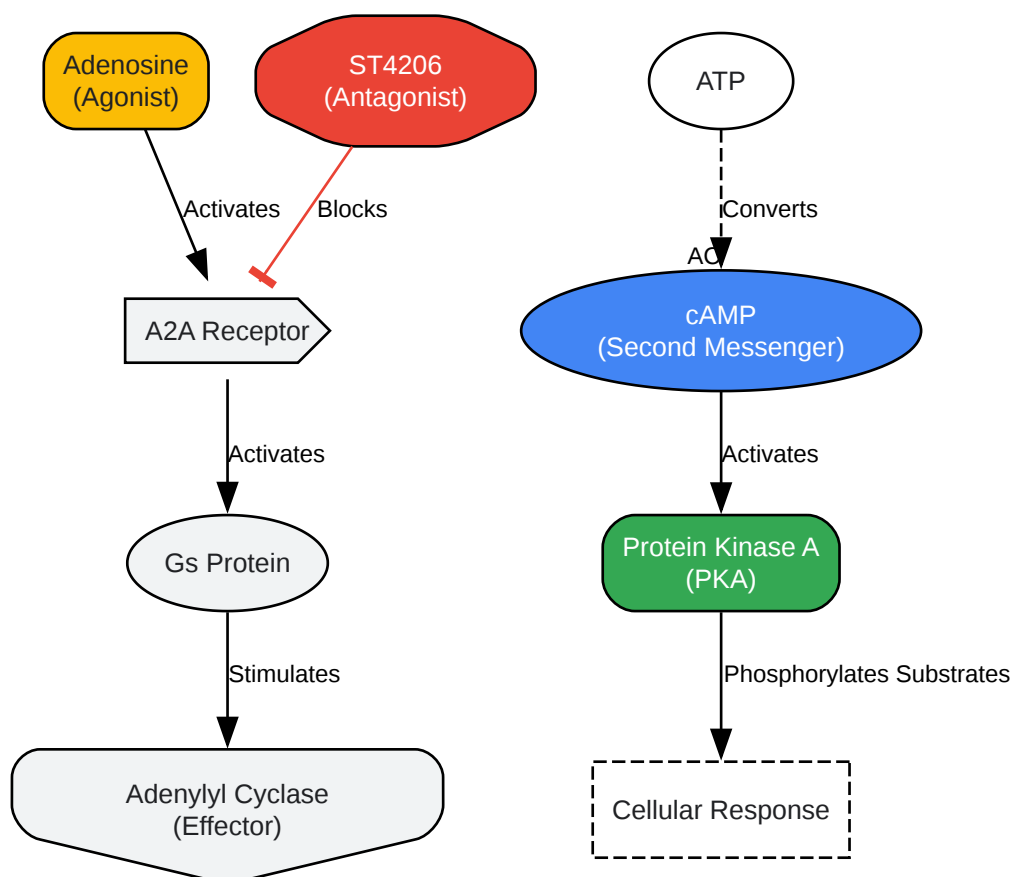 Adenosine
(Agonist)
ST4206
(Antagonist)
ATP
Activates
Blocks
Converts
AC
A2A Receptor
cAMP
(Second Messenger)
Activates
Activates
Gs Protein
Protein Kinase A
(PKA)
Stimulates
Phosphorylates Substrates
Adenylyl Cyclase
(Effector)
Cellular Response